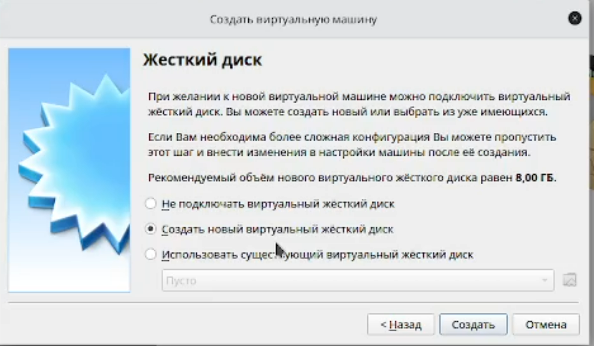 Создать виртуальную машину
Жесткий диск
При желании к новой виртуальной машине можно подключить виртуальный
жёсткий диск. Вы можете создать новый или выбрать из уже имеющихся.
Если Вам необходима более сложная конфигурация Вы можете пропустить
этот шаг и внести изменения в настройки машины после её создания.
Рекомендуемый объём нового виртуального жёсткого диска равен 8,00 ГБ.
Не подключать виртуальный жёсткий диск
Создать новый виртуальный жёсткий диск
Использовать существующий виртуальный жёсткий диск
Пусто
< Назад
Создать
Отмена